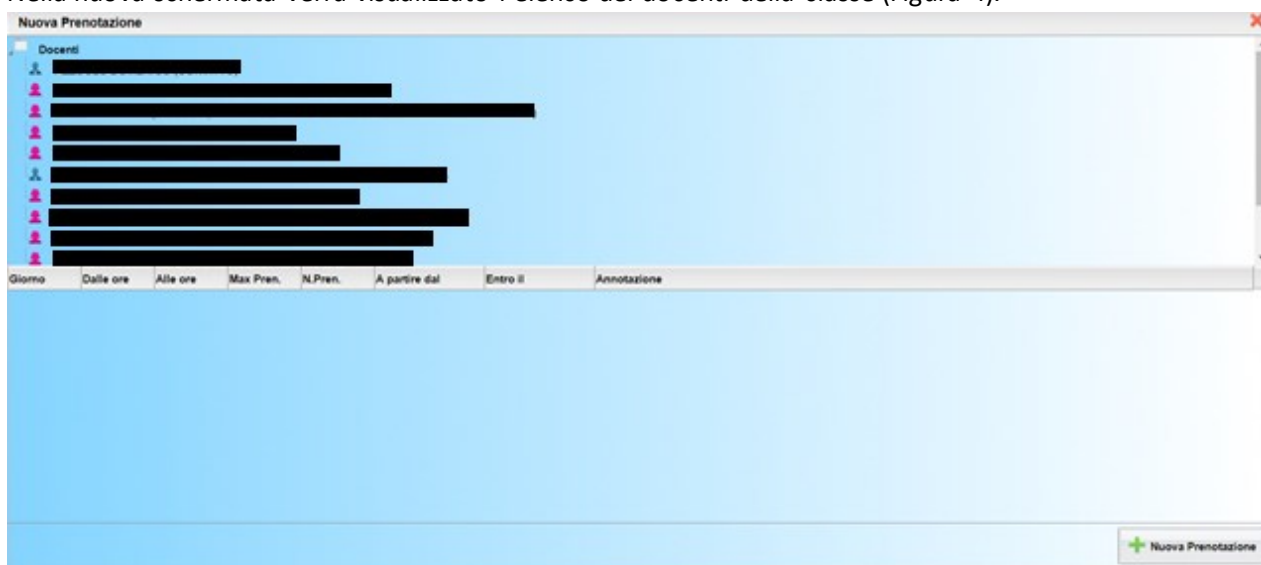 Nella nuova schermata verrà visualizzato l'elenco dei docenti della classe (Figura 4).
Nuova Prenotazione
Docenti
Giorno Dalle ore Alle ore Max Pren. N.Pren. A partire dal Entro il Annotazione
Nuova Prenotazione